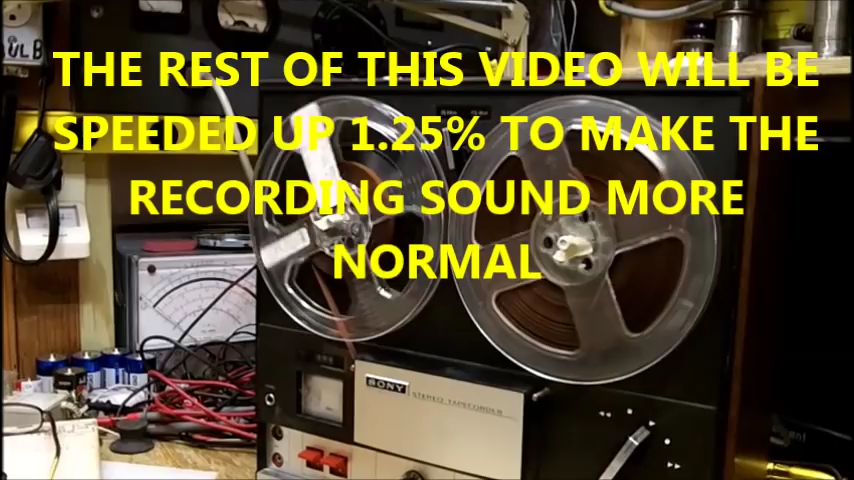 THE REST OF THIS VIDEO WILL BE
SPEEDED UP 1.25% TO MAKE THE
RECORDING SOUND MORE
NORMAL
SONY
STEREO TAPECORDER